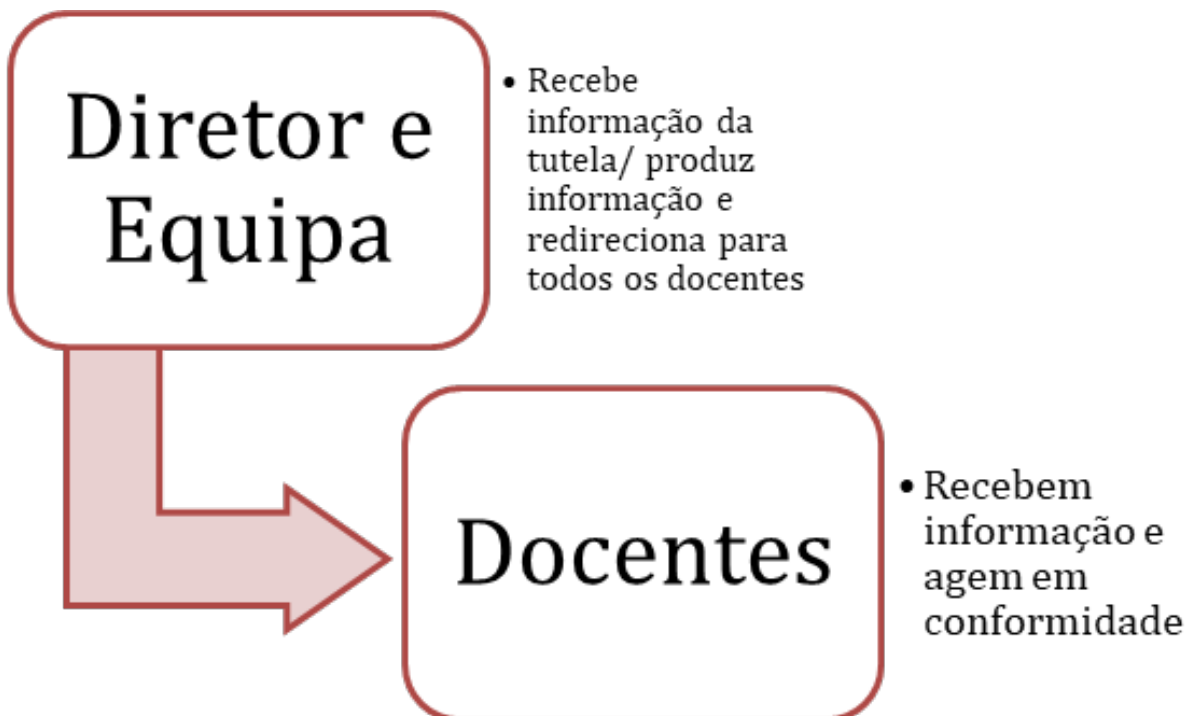 Diretor e
Equipa
• Recebe
informação da
tutela/ produz
informação e
redireciona para
todos os docentes
Docentes
• Recebem
informação e
agem em
conformidade